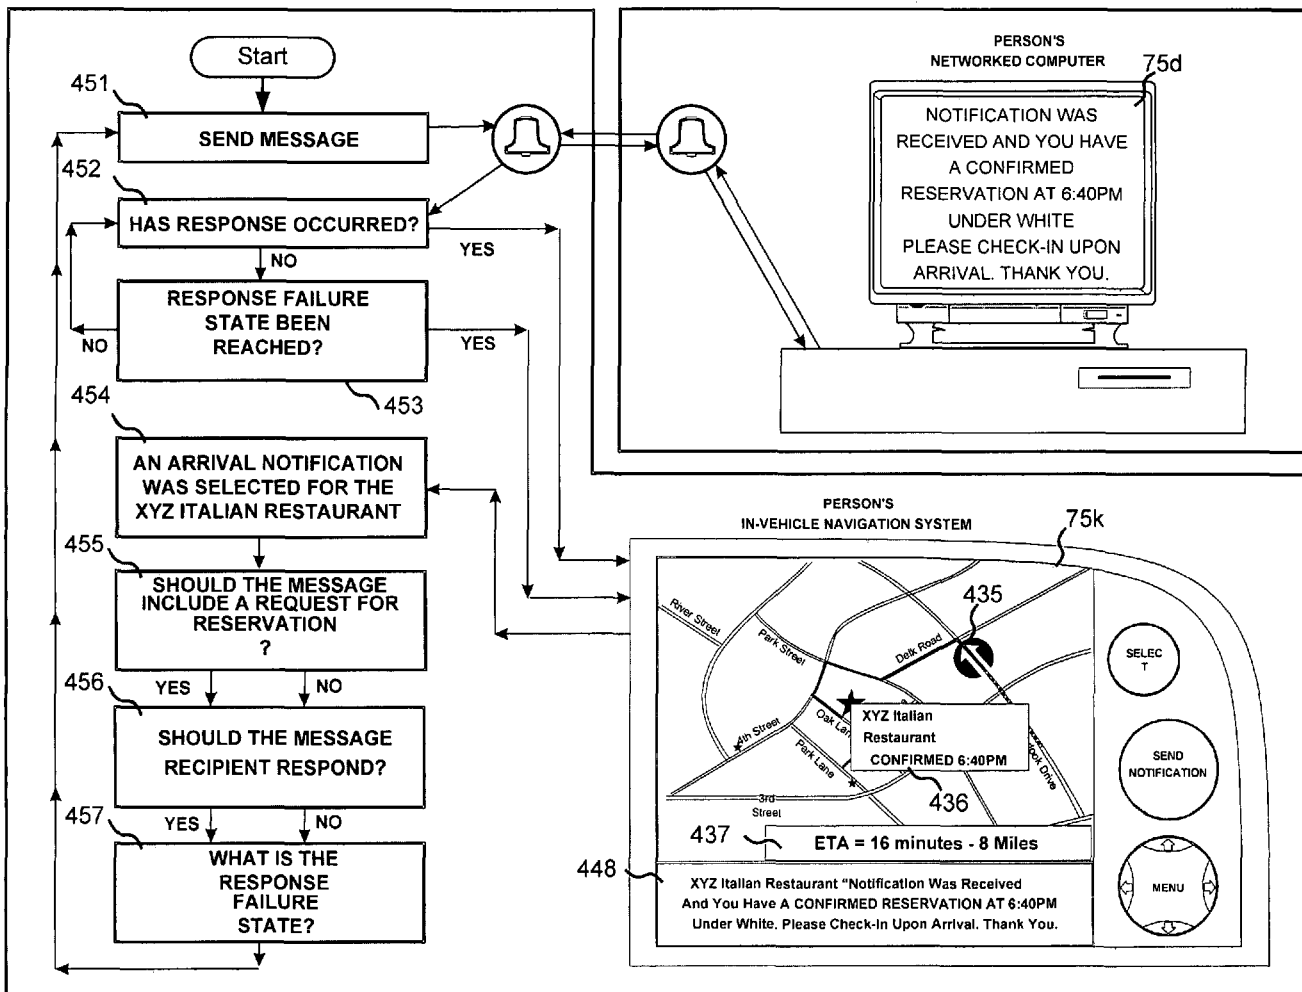 Start
451
SEND MESSAGE
452
HAS RESPONSE OCCURRED?
YES
NO
RESPONSE FAILURE
STATE BEEN
REACHED?
NO
YES
453
454
AN ARRIVAL NOTIFICATION
WAS SELECTED FOR THE
XYZ ITALIAN RESTAURANT
455
SHOULD THE MESSAGE
INCLUDE A REQUEST FOR
RESERVATION
?
YES
NO
456
SHOULD THE MESSAGE
RECIPIENT RESPOND?
YES
NO
457
WHAT IS THE
RESPONSE
FAILURE
STATE?
PERSON'S
NETWORKED COMPUTER
75d
NOTIFICATION WAS
RECEIVED AND YOU HAVE
A CONFIRMED
RESERVATION AT 6:40PM
UNDER WHITE
PLEASE CHECK-IN UPON
ARRIVAL. THANK YOU.
PERSON'S
IN-VEHICLE NAVIGATION SYSTEM
75k
435
River Street
Park Street
Delk Road
4th Street
Oak Lan
Park Lane
3rd
Street
Drive
XYZ Italian
Restaurant
CONFIRMED 6:40PM
436
437
ETA = 16 minutes - 8 Miles
448
XYZ Italian Restaurant “Notification Was Received
And You Have A CONFIRMED RESERVATION AT 6:40PM
Under White. Please Check-In Upon Arrival. Thank You.
SELEC
T
SEND
NOTIFICATION
MENU